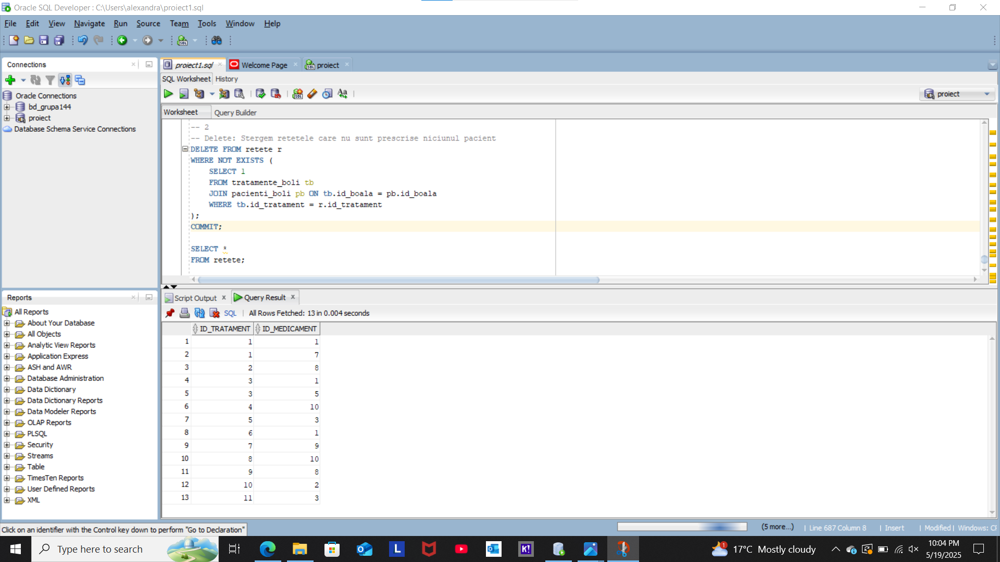 Oracle SQL Developer : C:\Users\alexandra\proiect1.sql
File Edit View Navigate Run Source Team Tools Window Help
Connections
Oracle Connections
bd_grupa144
proiect
Database Schema Service Connections
proiect1.sql Welcome Page proiect
SQL Worksheet History
proiect
Worksheet Query Builder
-- 2
-- Delete: Stergem retetele care nu sunt prescrise niciunul pacient
DELETE FROM retete r
WHERE NOT EXISTS (
SELECT 1
FROM tratamente_boli tb
JOIN pacienti_boli pb ON tb.id_boala = pb.id_boala
WHERE tb.id_tratament = r.id_tratament
);
COMMIT;
SELECT *
FROM retete;
Reports
All Reports
About Your Database
All Objects
Analytic View Reports
Application Express
ASH and AWR
Database Administration
Data Dictionary
Data Dictionary Reports
Data Modeler Reports
OLAP Reports
PLSQL
Security
Streams
Table
TimesTen Reports
User Defined Reports
XML
Script Output Query Result
SQL All Rows Fetched: 13 in 0.004 seconds
ID_TRATAMENT ID_MEDICAMENT
1 1 1
2 1 7
3 2 8
4 3 1
5 3 5
6 4 10
7 5 3
8 6 1
9 7 9
10 8 10
11 9 8
12 10 2
13 11 3
Click on an identifier with the Control key down to perform "Go to Declaration"
(5 more...) | Line 687 Column 8 | Insert | Modified | Windows: CF
Type here to search
L
K!
1
17°C Mostly cloudy
10:04 PM
5/19/2025